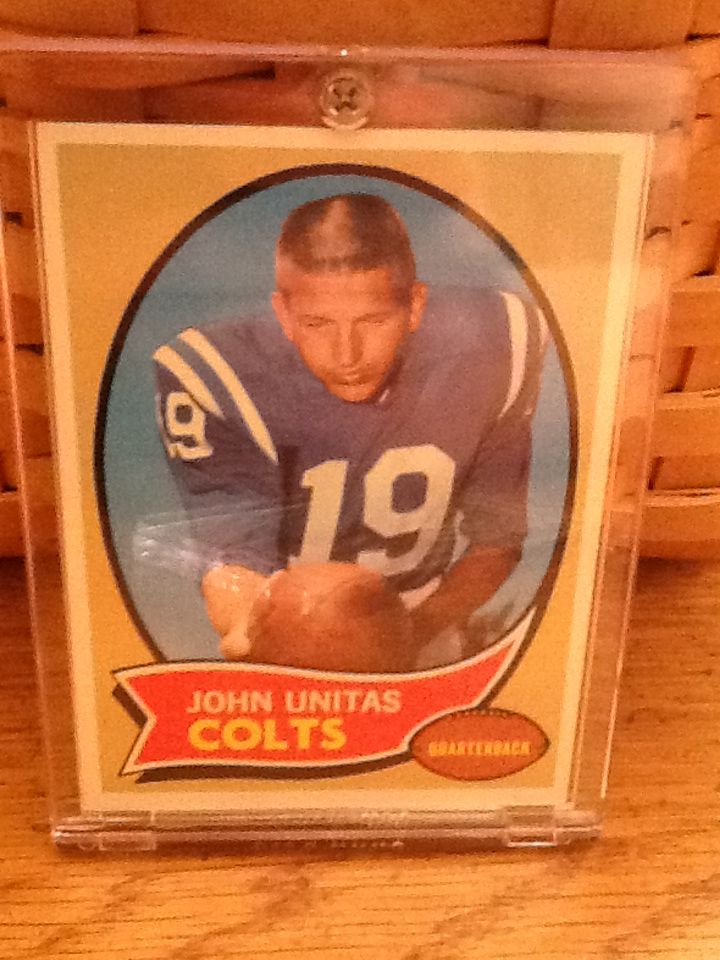 19
19
JOHN UNITAS
COLTS
QUARTERBACK